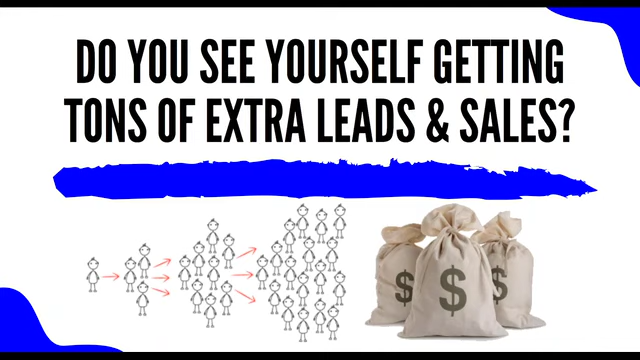 DO YOU SEE YOURSELF GETTING
TONS OF EXTRA LEADS & SALES?
$ $ $